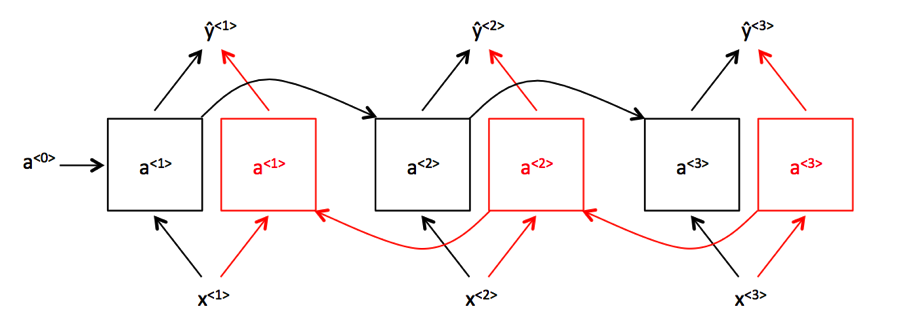 ŷ<1> ŷ<2> ŷ<3>
a<0> a<1> a<1> a<2> a<2> a<3> a<3>
x<1> x<2> x<3>